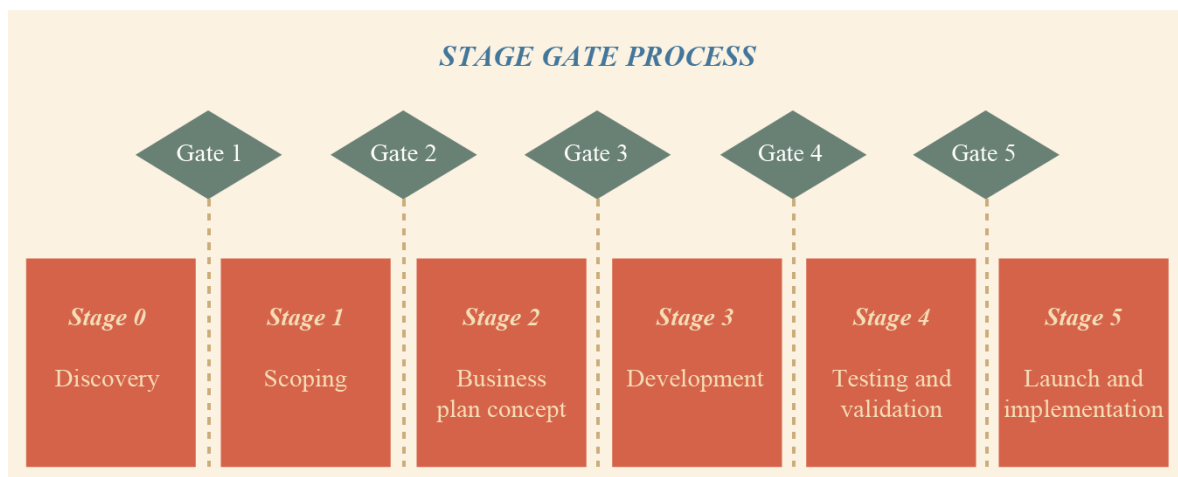 STAGE GATE PROCESS
Gate 1
Gate 2
Gate 3
Gate 4
Gate 5
Stage 0
Discovery
Stage 1
Scoping
Stage 2
Business
plan concept
Stage 3
Development
Stage 4
Testing and
validation
Stage 5
Launch and
implementation